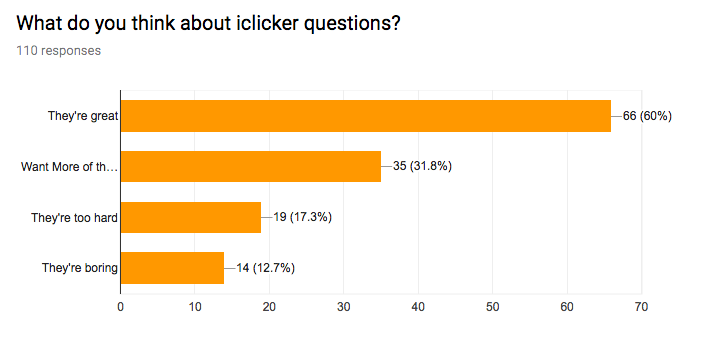 What do you think about iclicker questions?
110 responses
They're great
66 (60%)
Want More of th…
35 (31.8%)
They're too hard
19 (17.3%)
They're boring
14 (12.7%)
0 10 20 30 40 50 60 70